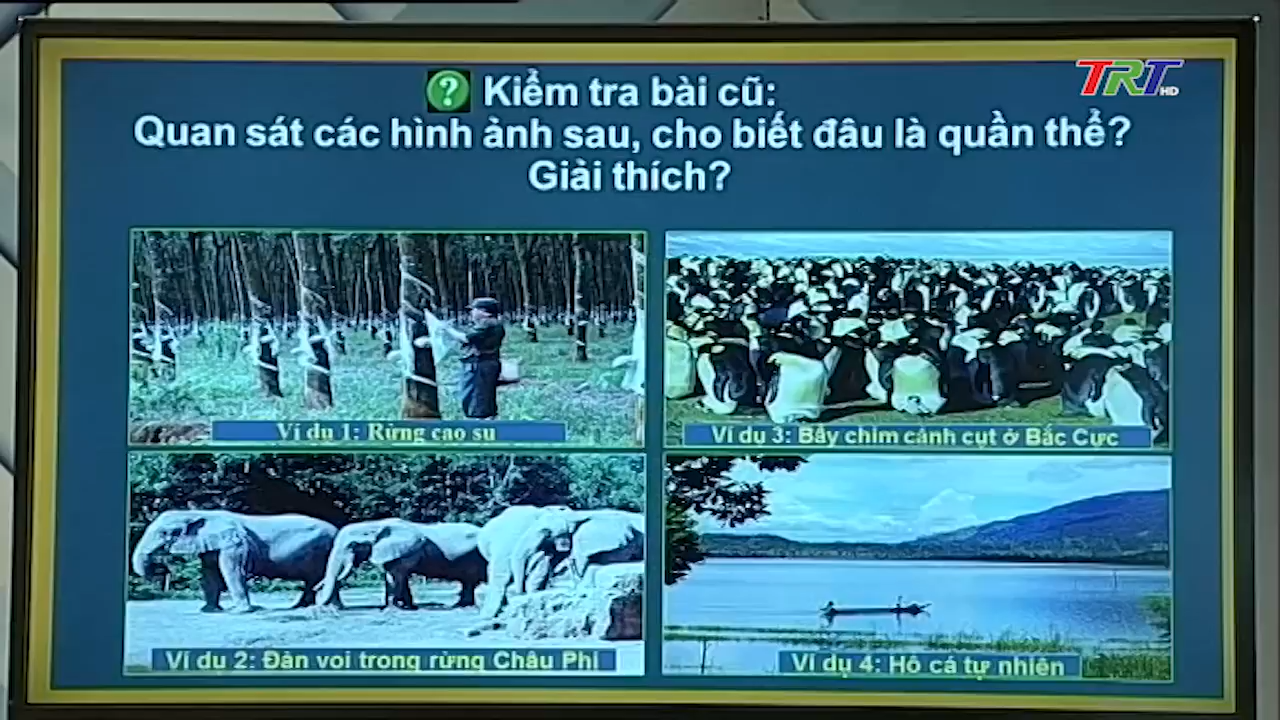 TRT HD
? Kiểm tra bài cũ:
Quan sát các hình ảnh sau, cho biết đâu là quần thể?
Giải thích?
Ví dụ 1: Rừng cao su
Ví dụ 3: Bầy chim cánh cụt ở Bắc Cực
Ví dụ 2: Đàn voi trong rừng Châu Phi
Ví dụ 4: Hồ cá tự nhiên